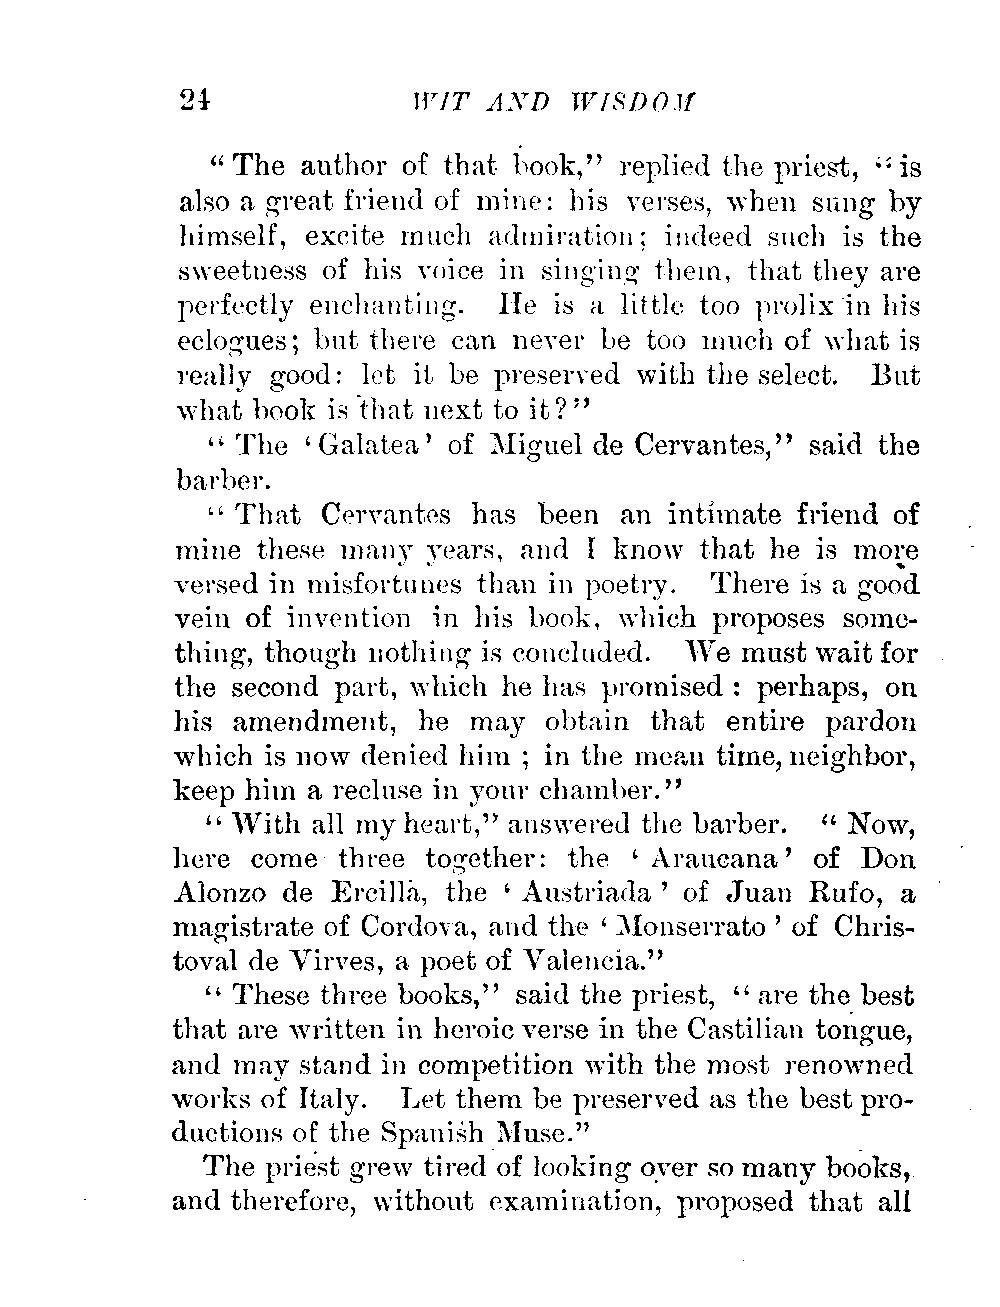 24 WIT AND WISDOM
“ The author of that book,” replied the priest, “ is
also a great friend of mine: his verses, when sung by
himself, excite much admiration; indeed such is the
sweetness of his voice in singing them, that they are
perfectly enchanting. He is a little too prolix in his
eclogues; but there can never be too much of what is
really good: let it be preserved with the select. But
what book is that next to it?”
“ The ‘Galatea’ of Miguel de Cervantes,” said the
barber.
“ That Cervantes has been an intimate friend of
mine these many years, and I know that he is more
versed in misfortunes than in poetry. There is a good
vein of invention in his book, which proposes some-
thing, though nothing is concluded. We must wait for
the second part, which he has promised : perhaps, on
his amendment, he may obtain that entire pardon
which is now denied him ; in the mean time, neighbor,
keep him a recluse in your chamber.”
“ With all my heart,” answered the barber. “ Now,
here come three together: the ‘ Araucana’ of Don
Alonzo de Ercilla, the ‘ Austriada ’ of Juan Rufo, a
magistrate of Cordova, and the ‘ Monserrato ’ of Chris-
toval de Virves, a poet of Valencia.”
“ These three books,” said the priest, “ are the best
that are written in heroic verse in the Castilian tongue,
and may stand in competition with the most renowned
works of Italy. Let them be preserved as the best pro-
ductions of the Spanish Muse.”
The priest grew tired of looking over so many books,
and therefore, without examination, proposed that all